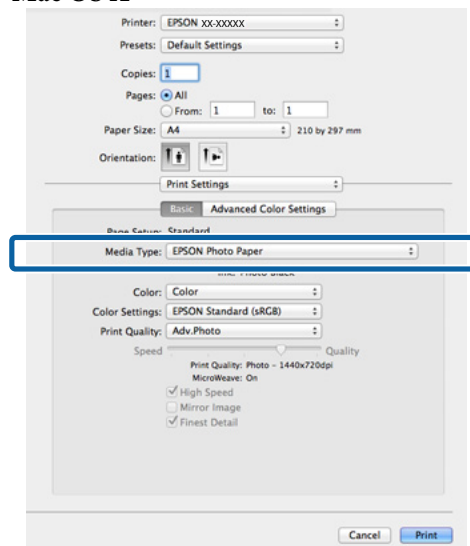 Printer: EPSON XX-XXXXX
Presets: Default Settings
Copies: 1
Pages: All
From: 1 to: 1
Paper Size: A4 210 by 297 mm
Orientation:
Print Settings
Basic Advanced Color Settings
Page Setup: Standard
Media Type: EPSON Photo Paper
Ink: Photo Black
Color: Color
Color Settings: EPSON Standard (sRGB)
Print Quality: Adv.Photo
Speed Quality
Print Quality: Photo - 1440x720dpi
MicroWeave: On
High Speed
Mirror Image
Finest Detail
Cancel Print